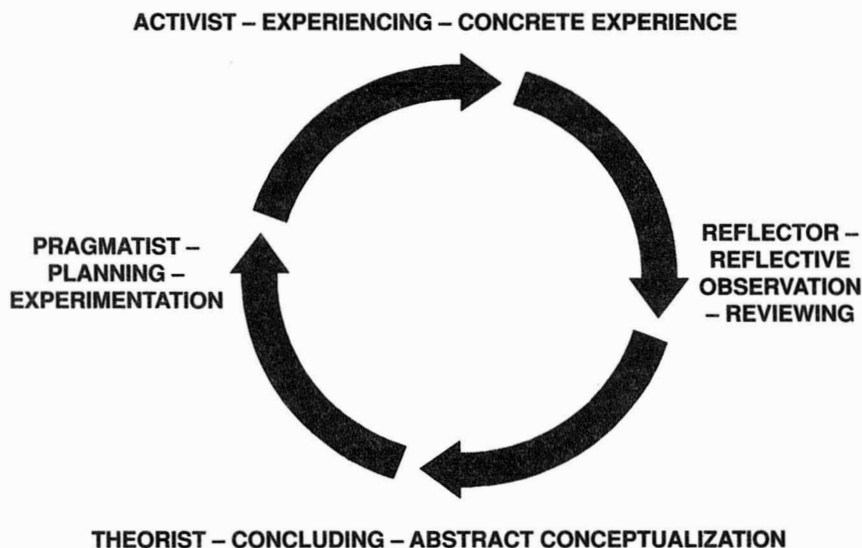 ACTIVIST – EXPERIENCING – CONCRETE EXPERIENCE
REFLECTOR –
REFLECTIVE
OBSERVATION
– REVIEWING
THEORIST – CONCLUDING – ABSTRACT CONCEPTUALIZATION
PRAGMATIST –
PLANNING –
EXPERIMENTATION